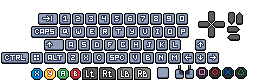 1 2 3 4 5 6 7 8 9 0
CAPS Q W E R T Y U I O P
A S D F G H J K L
CTRL ALT Z X C SPC V B N M
X Y A B Lt Rt Lb Rb